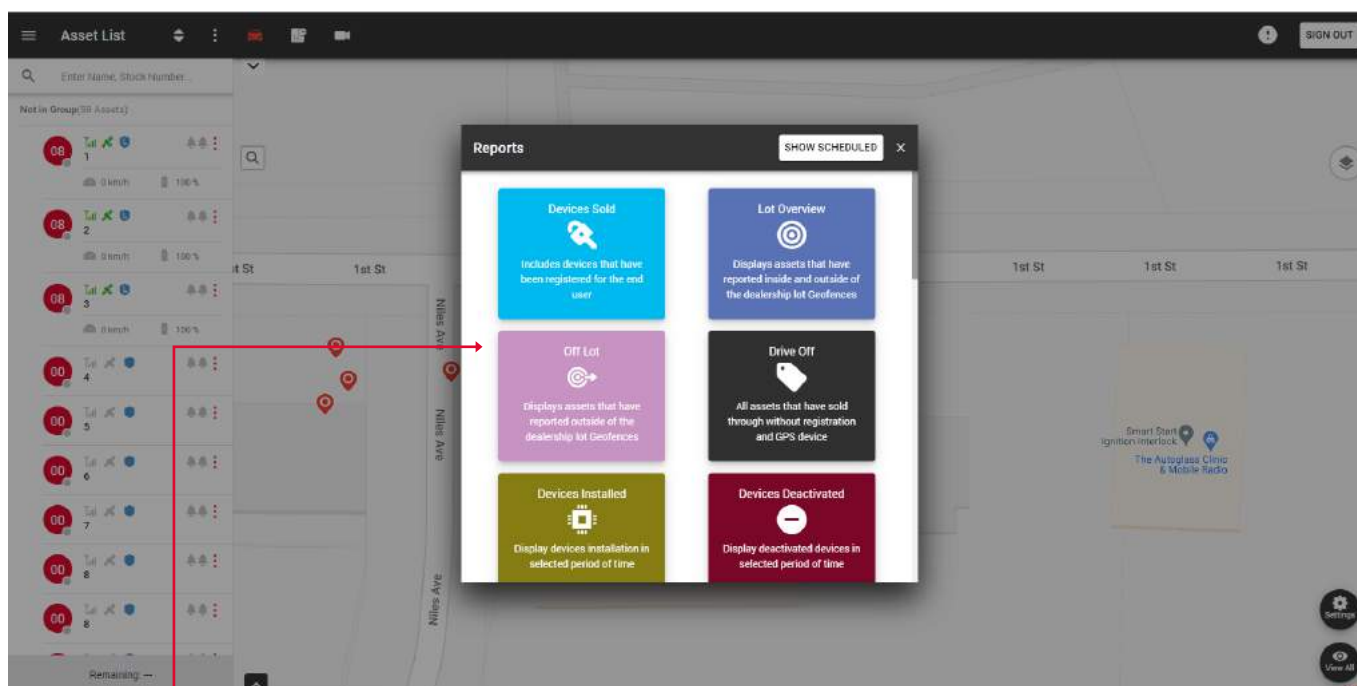 Asset List
SIGN OUT
Enter Name, Stock Number...
Not in Group(38 Assets)
08
1
0 km/h 100 %
08
2
0 km/h 100 %
08
3
0 km/h 100 %
00
4
00
5
00
6
00
7
00
8
00
8
Remaining: —
Reports
SHOW SCHEDULED
×
Devices Sold
Includes devices that have
been registered for the end
user
Lot Overview
Displays assets that have
reported inside and outside of
the dealership lot Geofences
Off Lot
Displays assets that have
reported outside of the
dealership lot Geofences
Drive Off
All assets that have sold
through without registration
and GPS device
Devices Installed
Display devices installation in
selected period of time
Devices Deactivated
Display deactivated devices in
selected period of time
t St
1st St
1st St
1st St
1st St
Niles Ave
Niles Ave
Niles Ave
Smart Start
Ignition Interlock
The Autoglass Clinic
& Mobile Radio
Settings
View All